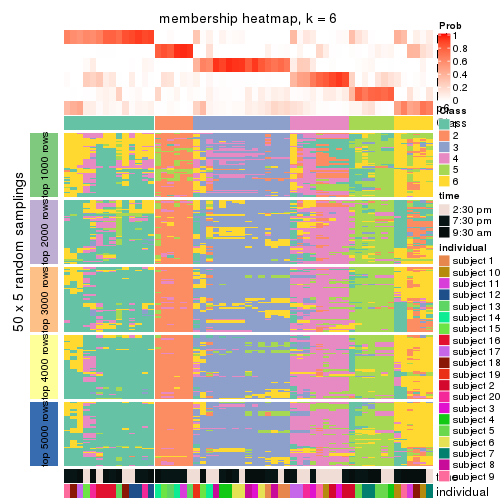 membership heatmap, k = 6
Prob
1
0.8
0.6
0.4
0.2
0
Class
1
2
3
4
5
6
time
2:30 pm
7:30 pm
9:30 am
individual
subject 1
subject 10
subject 11
subject 12
subject 13
subject 14
subject 15
subject 16
subject 17
subject 18
subject 19
subject 2
subject 20
subject 3
subject 4
subject 5
subject 6
subject 7
subject 8
subject 9
50 x 5 random samplings
top 1000 rows
top 2000 rows
top 3000 rows
top 4000 rows
top 5000 rows
time
individual